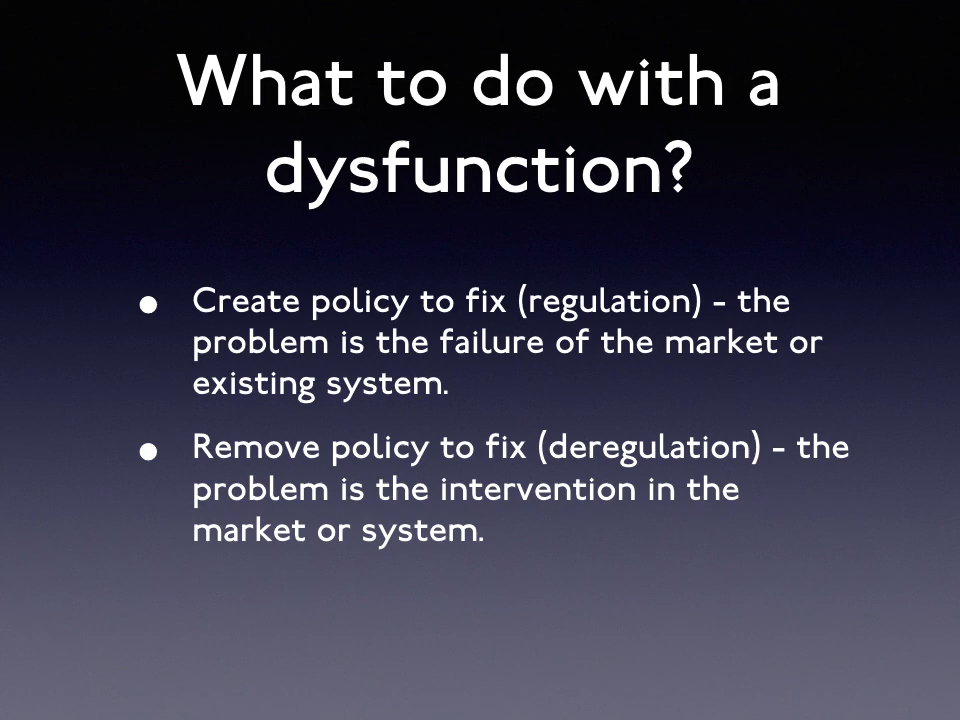 What to do with a
dysfunction?
• Create policy to fix (regulation) - the
problem is the failure of the market or
existing system.
• Remove policy to fix (deregulation) - the
problem is the intervention in the
market or system.